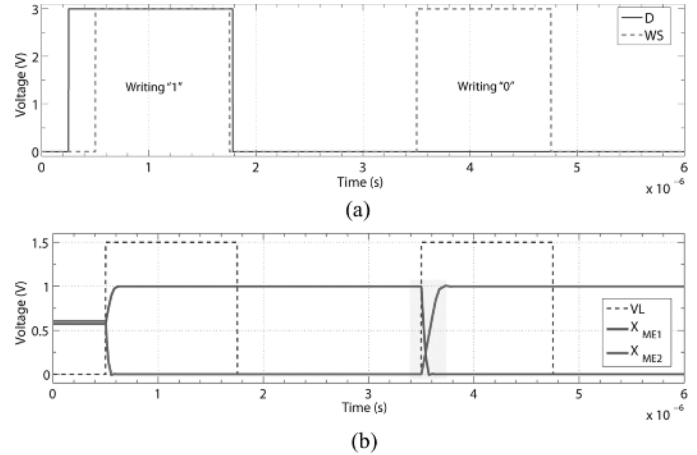 3
2
1
0
Voltage (V)
Writing "1"
Writing "0"
D
WS
0 1 2 3 4 5 6
Time (s)
x 10⁻⁶
(a)
1.5
1
0.5
0
Voltage (V)
VL
X ME1
X ME2
0 1 2 3 4 5 6
Time (s)
x 10⁻⁶
(b)